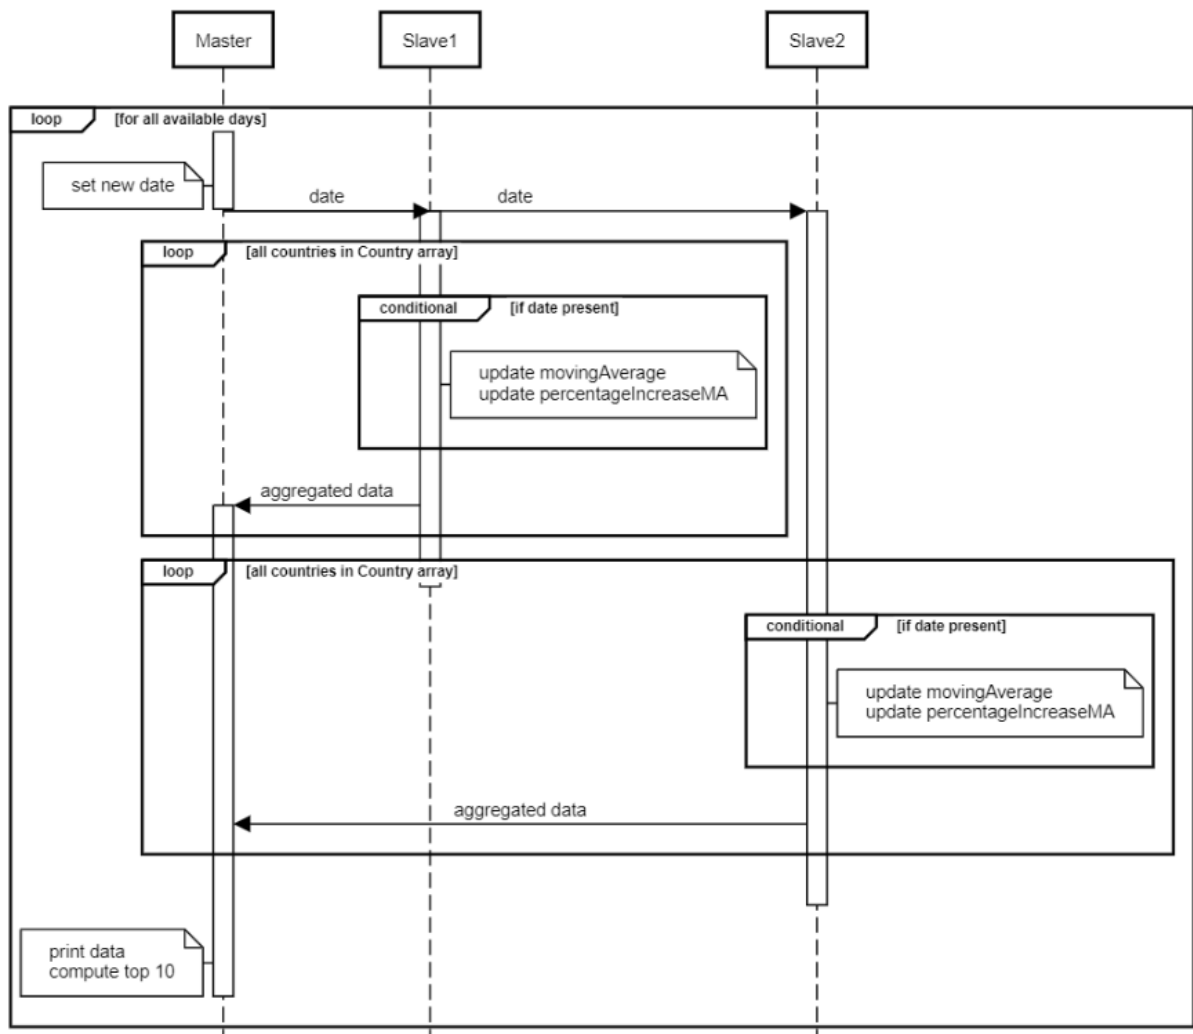 Master
Slave1
Slave2
loop
[for all available days]
set new date
date
date
loop
[all countries in Country array]
conditional
[if date present]
update movingAverage
update percentageIncreaseMA
aggregated data
loop
[all countries in Country array]
conditional
[if date present]
update movingAverage
update percentageIncreaseMA
aggregated data
print data
compute top 10